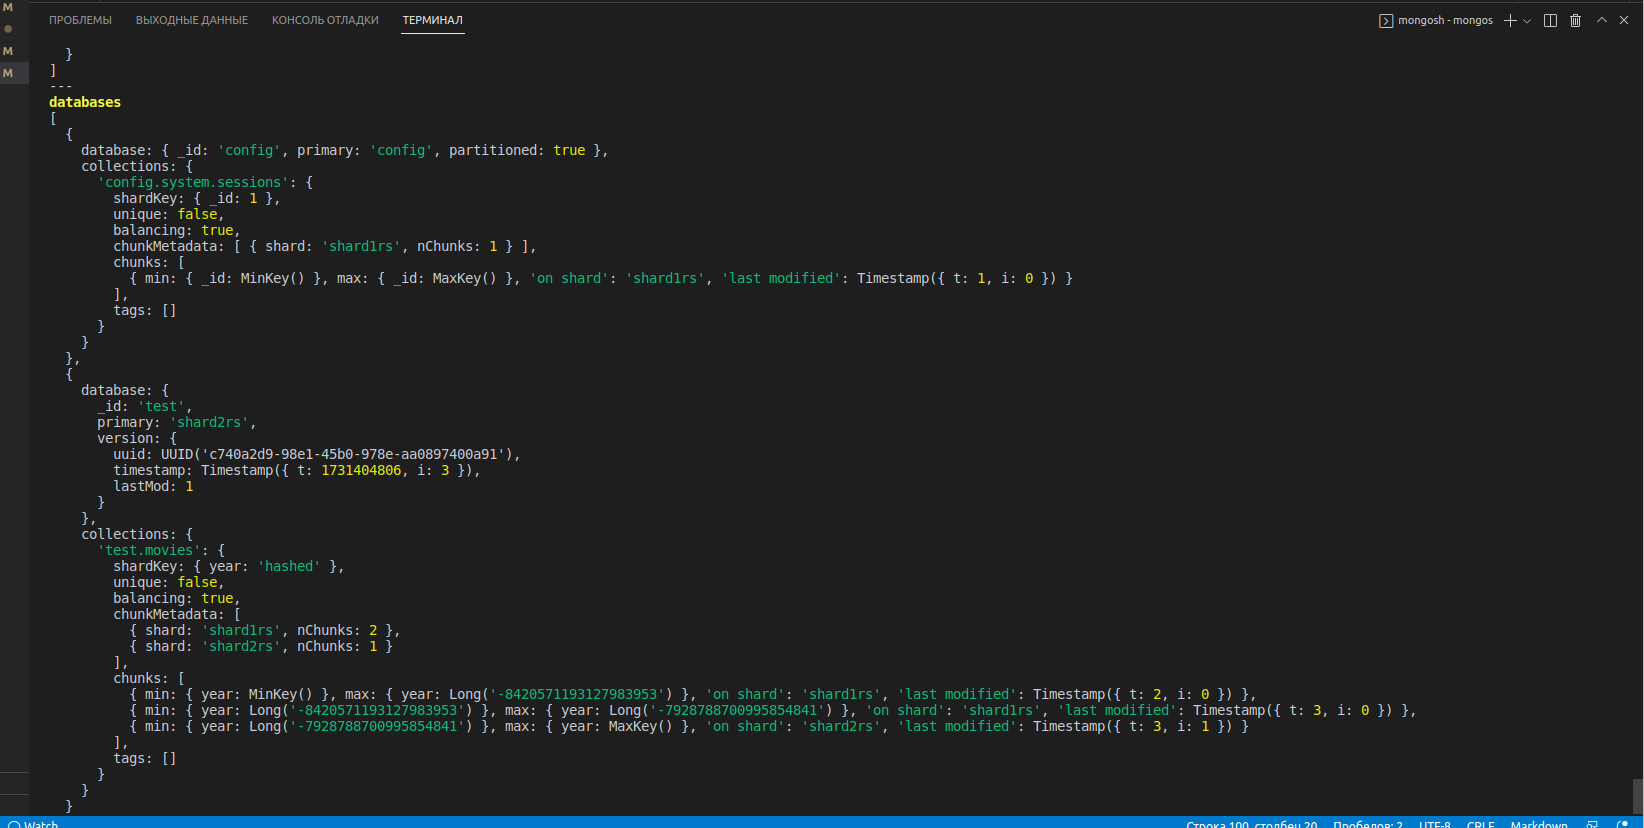 M
M
M
ПРОБЛЕМЫ ВЫХОДНЫЕ ДАННЫЕ КОНСОЛЬ ОТЛАДКИ ТЕРМИНАЛ mongosh - mongos
  }
]
---
databases
[
  {
    database: { _id: 'config', primary: 'config', partitioned: true },
    collections: {
      'config.system.sessions': {
        shardKey: { _id: 1 },
        unique: false,
        balancing: true,
        chunkMetadata: [ { shard: 'shard1rs', nChunks: 1 } ],
        chunks: [
          { min: { _id: MinKey() }, max: { _id: MaxKey() }, 'on shard': 'shard1rs', 'last modified': Timestamp({ t: 1, i: 0 }) }
        ],
        tags: []
      }
    }
  },
  {
    database: {
      _id: 'test',
      primary: 'shard2rs',
      version: {
        uuid: UUID('c740a2d9-98e1-45b0-978e-aa0897400a91'),
        timestamp: Timestamp({ t: 1731404806, i: 3 }),
        lastMod: 1
      }
    },
    collections: {
      'test.movies': {
        shardKey: { year: 'hashed' },
        unique: false,
        balancing: true,
        chunkMetadata: [
          { shard: 'shard1rs', nChunks: 2 },
          { shard: 'shard2rs', nChunks: 1 }
        ],
        chunks: [
          { min: { year: MinKey() }, max: { year: Long('-8420571193127983953') }, 'on shard': 'shard1rs', 'last modified': Timestamp({ t: 2, i: 0 }) },
          { min: { year: Long('-8420571193127983953') }, max: { year: Long('-7928788700995854841') }, 'on shard': 'shard1rs', 'last modified': Timestamp({ t: 3, i: 0 }) },
          { min: { year: Long('-7928788700995854841') }, max: { year: MaxKey() }, 'on shard': 'shard2rs', 'last modified': Timestamp({ t: 3, i: 1 }) }
        ],
        tags: []
      }
    }
  }
Watch Строка 100, столбец 20 Пробелов: 2 UTF-8 CRLF Markdown